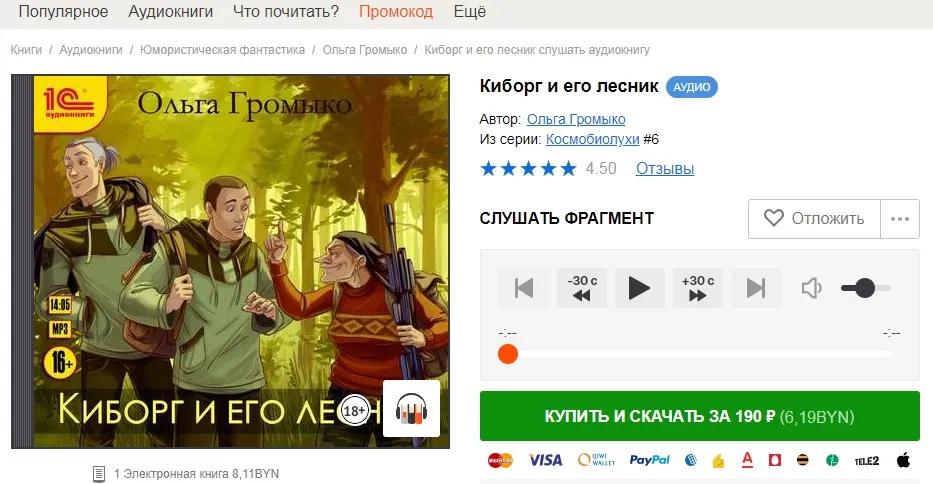 Популярное Аудиокниги Что почитать? Промокод Ещё
Книги / Аудиокниги / Юмористическая фантастика / Ольга Громыко / Киборг и его лесник слушать аудиокнигу
1С
аудиокниги
Ольга Громыко
14:05
MP3
16+
Киборг и его лесн
18+
1 Электронная книга 8,11BYN
Киборг и его лесник АУДИО
Автор: Ольга Громыко
Из серии: Космобиолухи #6
4.50 Отзывы
СЛУШАТЬ ФРАГМЕНТ
Отложить
-30 с +30 с
-:-- -:--
КУПИТЬ И СКАЧАТЬ ЗА 190 ₽ (6,19BYN)
MasterCard VISA QIWI WALLET PayPal TELE2